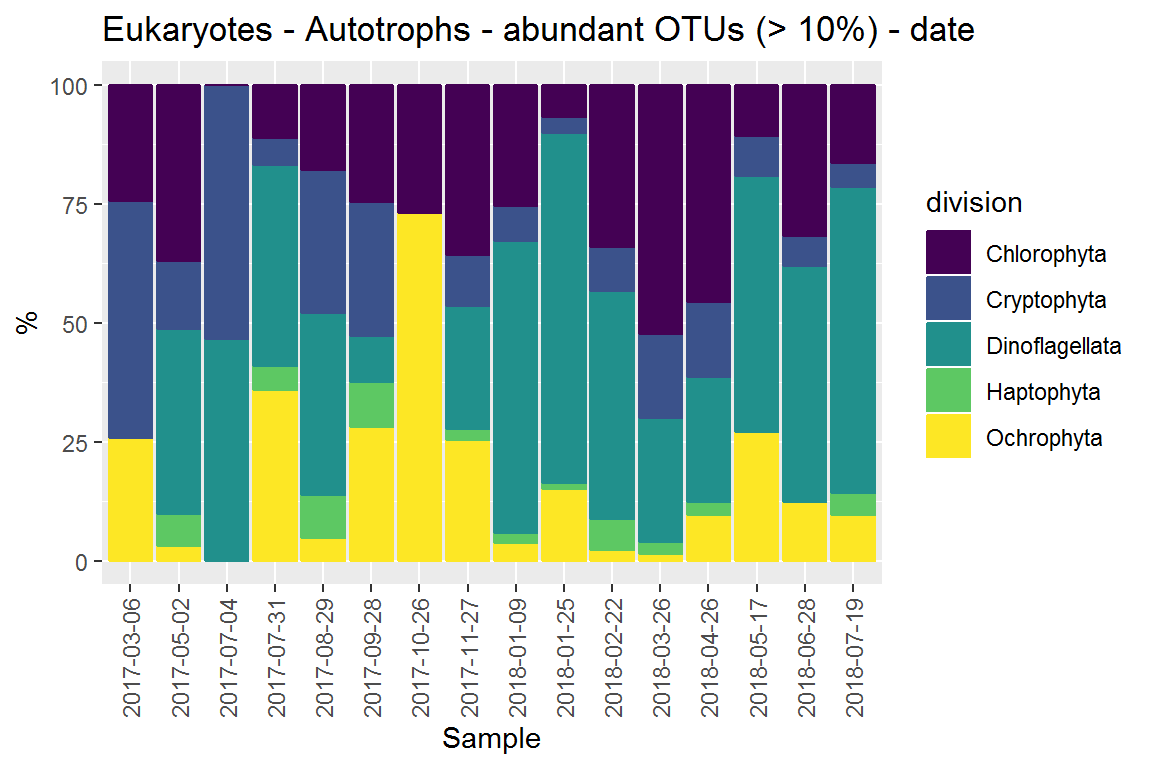 Eukaryotes - Autotrophs - abundant OTUs (> 10%) - date
100
75
50
25
0
%
2017-03-06
2017-05-02
2017-07-04
2017-07-31
2017-08-29
2017-09-28
2017-10-26
2017-11-27
2018-01-09
2018-01-25
2018-02-22
2018-03-26
2018-04-26
2018-05-17
2018-06-28
2018-07-19
Sample
division
Chlorophyta
Cryptophyta
Dinoflagellata
Haptophyta
Ochrophyta